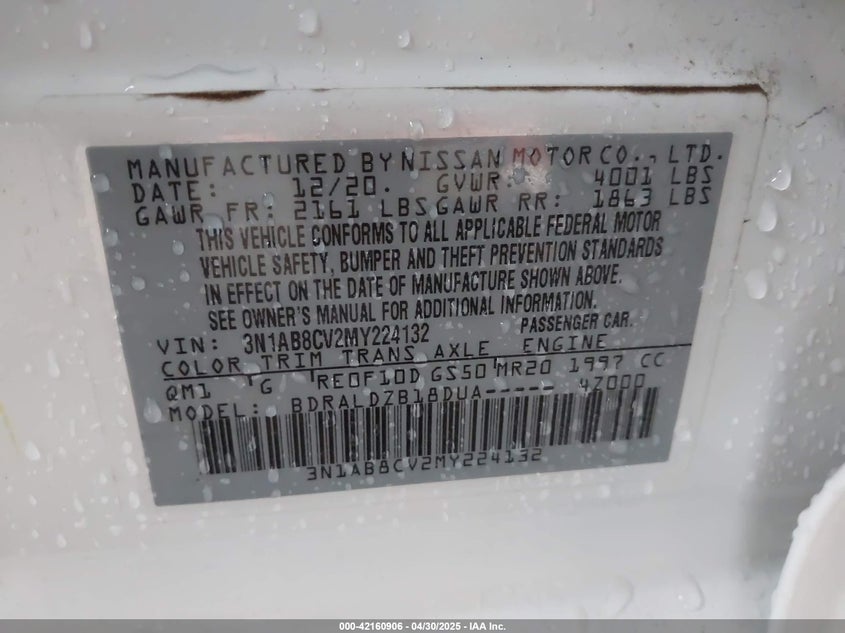 MANUFACTURED BY NISSAN MOTOR CO., LTD.
DATE: 12/20. GVWR: 4001 LBS
GAWR FR: 2161 LBS GAWR RR: 1863 LBS
THIS VEHICLE CONFORMS TO ALL APPLICABLE FEDERAL MOTOR
VEHICLE SAFETY, BUMPER AND THEFT PREVENTION STANDARDS
IN EFFECT ON THE DATE OF MANUFACTURE SHOWN ABOVE.
SEE OWNER'S MANUAL FOR ADDITIONAL INFORMATION.
VIN: 3N1AB8CV2MY224132 PASSENGER CAR.
COLOR TRIM TRANS AXLE ENGINE
QM1 G RE0F10D GS50 MR20 1997 CC
MODEL: BDRALDZB18DUA----- 4Z000
3N1AB8CV2MY224132
000-42160906 - 04/30/2025 - IAA Inc.